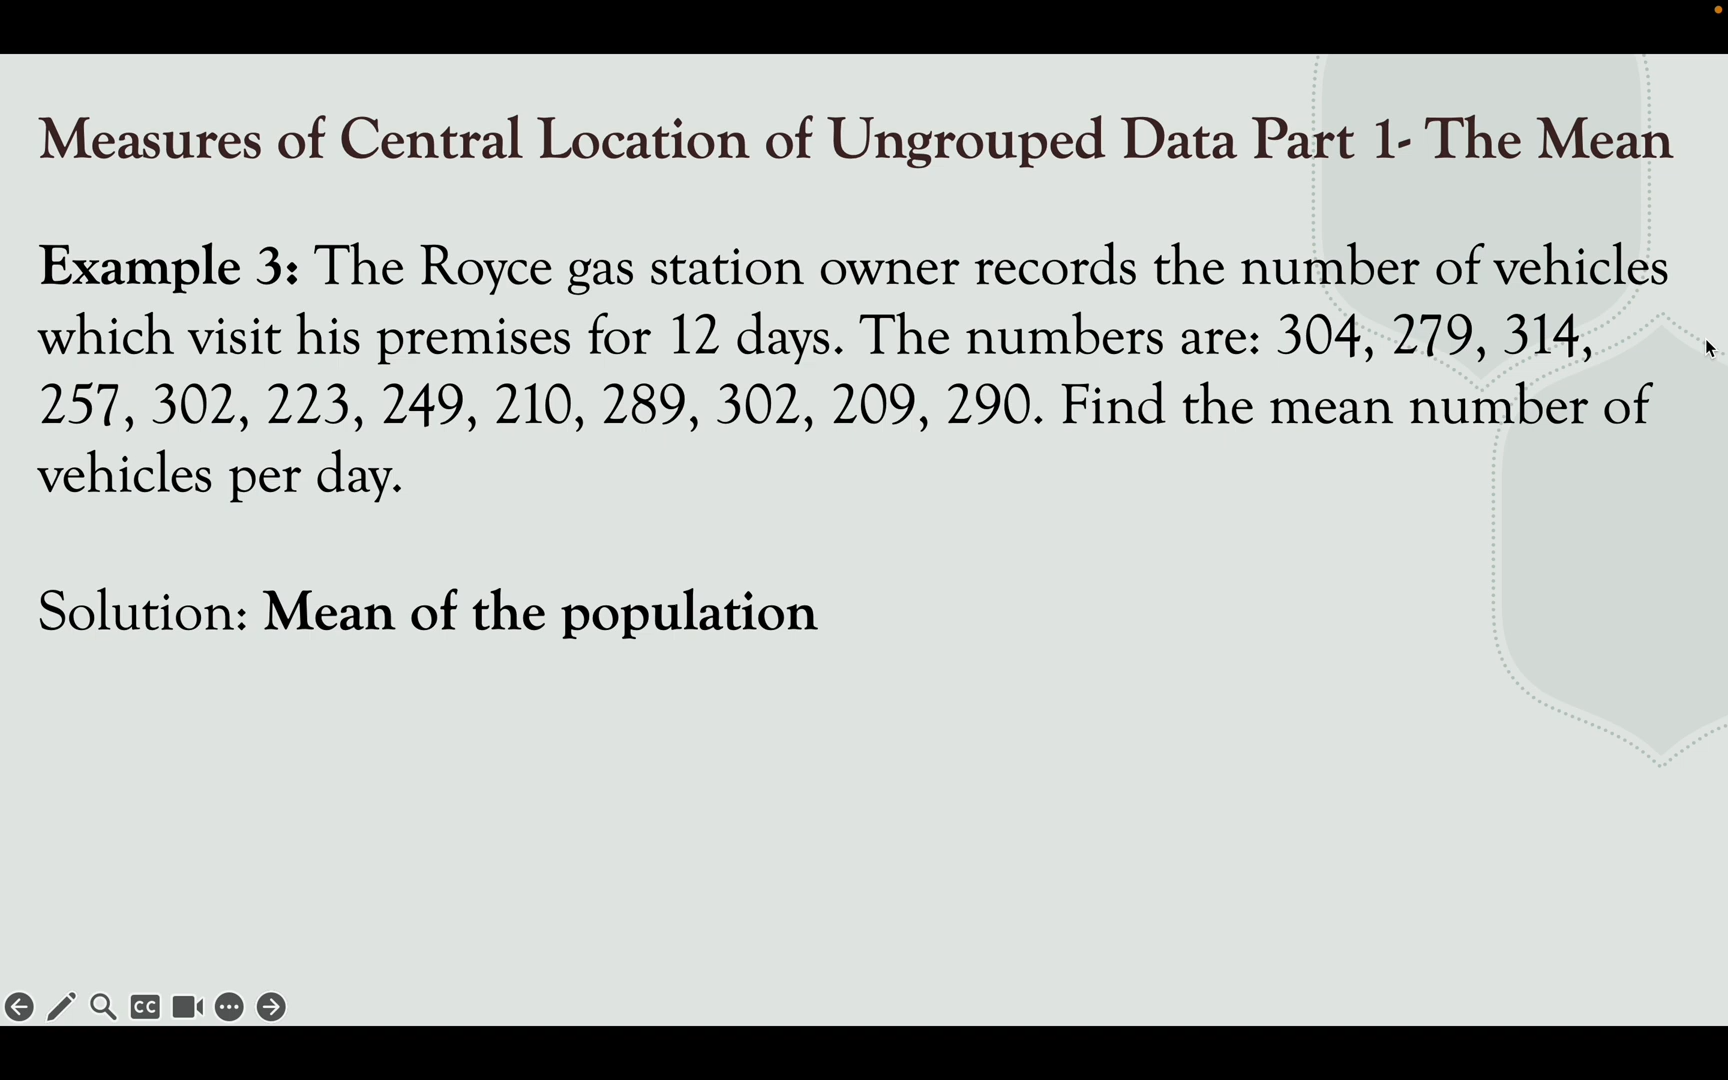 Measures of Central Location of Ungrouped Data Part 1- The Mean
Example 3: The Royce gas station owner records the number of vehicles
which visit his premises for 12 days. The numbers are: 304, 279, 314,
257, 302, 223, 249, 210, 289, 302, 209, 290. Find the mean number of
vehicles per day.
Solution: Mean of the population
CC